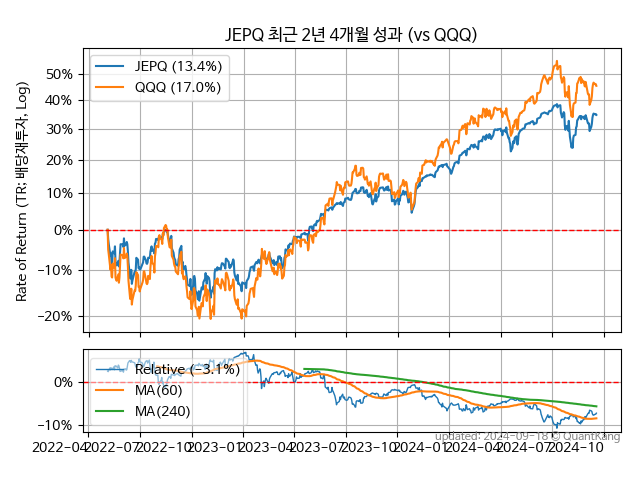 JEPQ 최근 2년 4개월 성과 (vs QQQ)
Rate of Return (TR: 배당재투자, Log)
JEPQ (13.4%)
QQQ (17.0%)
50%
40%
30%
20%
10%
0%
−10%
−20%
Relative (−3.1%)
MA(60)
MA(240)
0%
−10%
updated: 2024-09-18 © QuantKang
2022-04 2022-07 2022-10 2023-01 2023-04 2023-07 2023-10 2024-01 2024-04 2024-07 2024-10